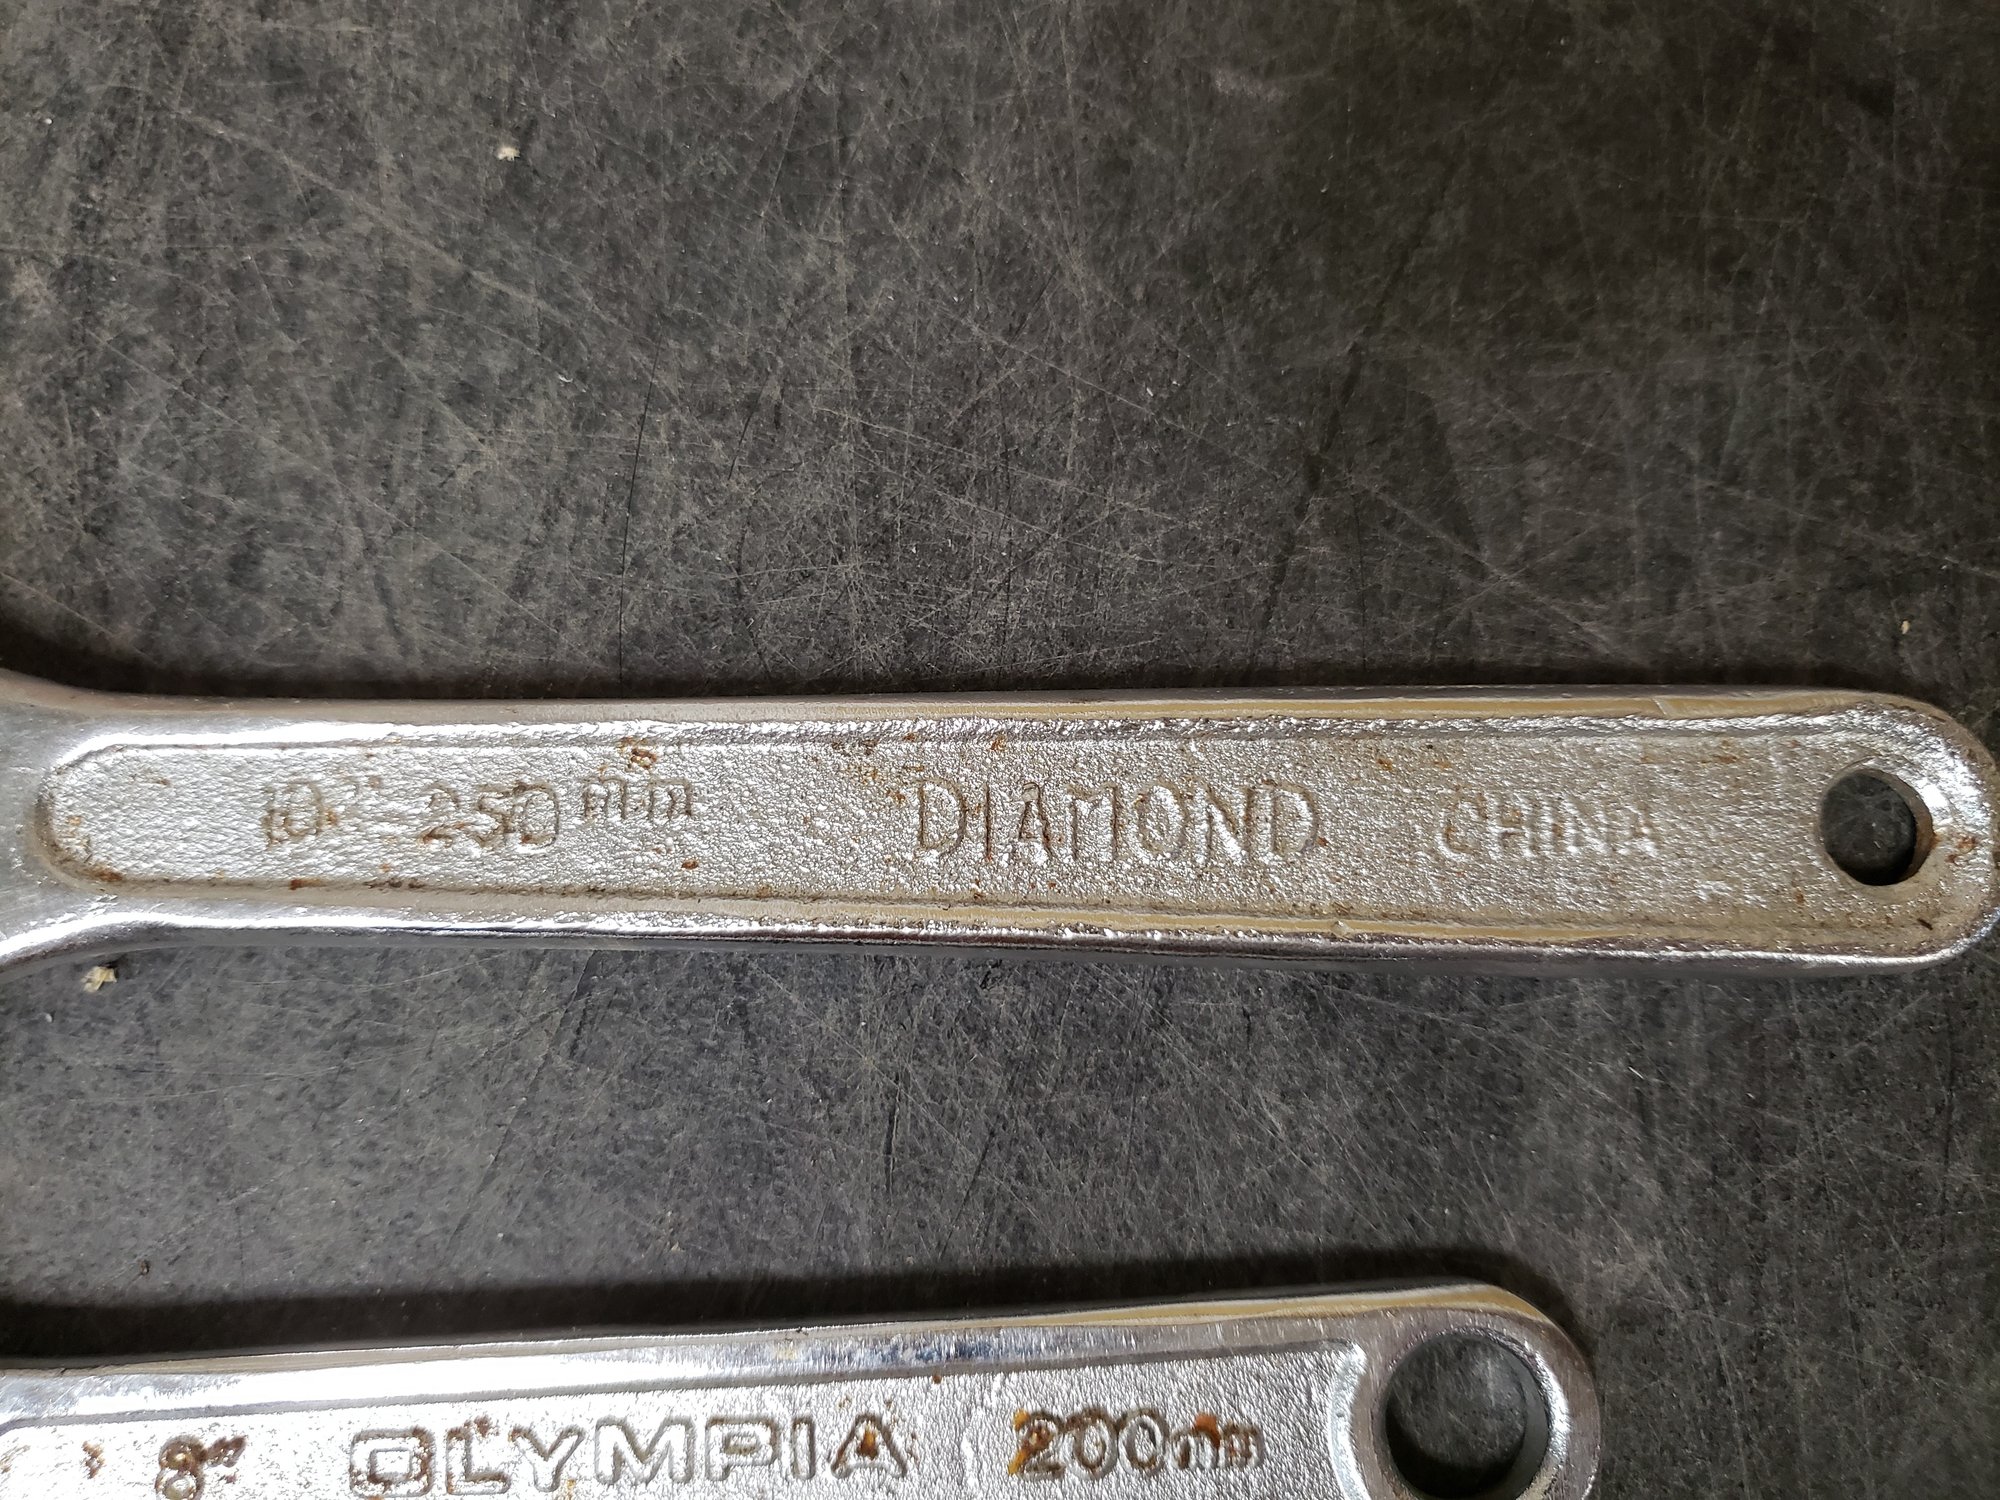 10" 250mm DIAMOND CHINA
8" OLYMPIA 200mm